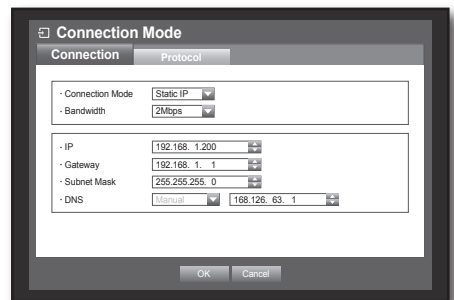 Connection Mode
Connection Protocol
· Connection Mode Static IP
· Bandwidth 2Mbps
· IP 192.168. 1.200
· Gateway 192.168. 1. 1
· Subnet Mask 255.255.255. 0
· DNS Manual 168.126. 63. 1
OK Cancel